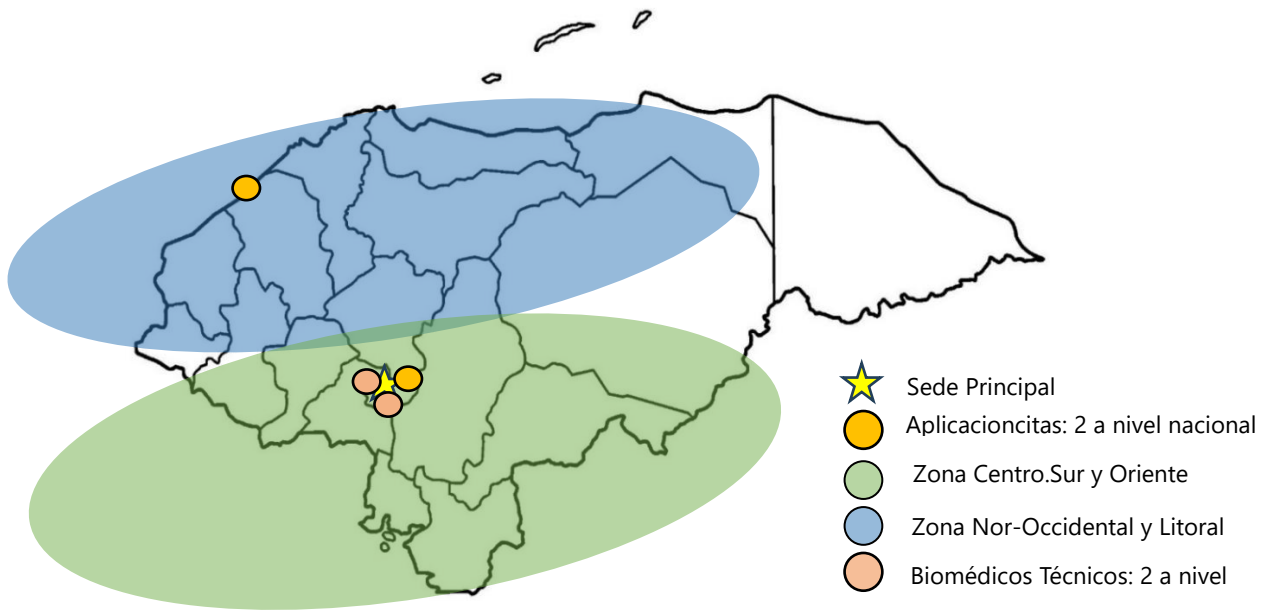 Sede Principal
Aplicacioncitas: 2 a nivel nacional
Zona Centro.Sur y Oriente
Zona Nor-Occidental y Litoral
Biomédicos Técnicos: 2 a nivel